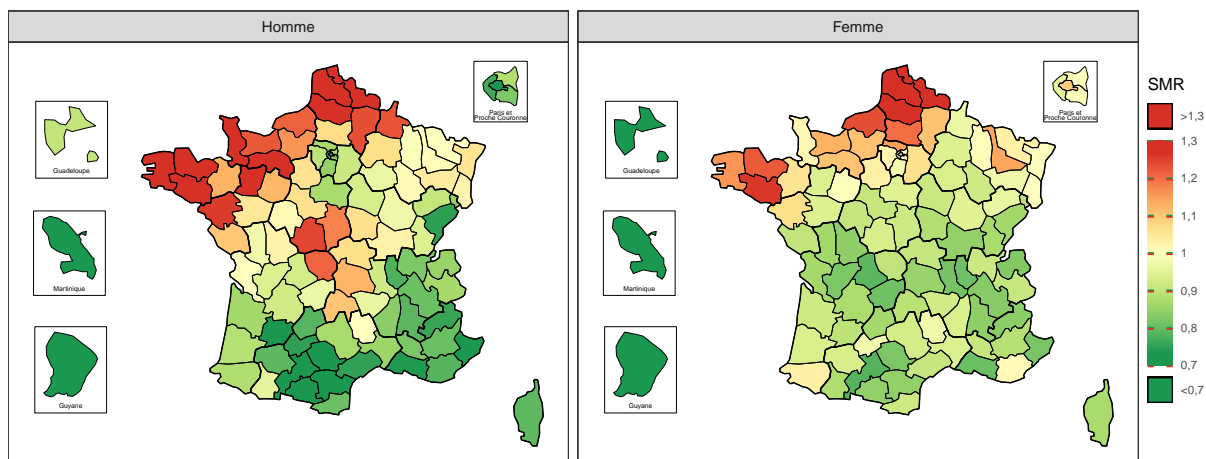 Homme
Femme
Guadeloupe
Martinique
Guyane
Paris et
Proche Couronne
Guadeloupe
Martinique
Guyane
Paris et
Proche Couronne
SMR
>1,3
1,3
1,2
1,1
1
0,9
0,8
0,7
<0,7